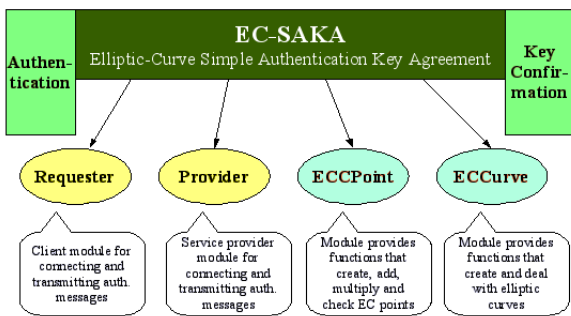 EC-SAKA
Elliptic-Curve Simple Authentication Key Agreement
Authen-
tication
Key
Confir-
mation
Requester
Provider
ECCPoint
ECCurve
Client module for
connecting and
transmitting auth.
messages
Service provider
module for
connecting and
transmitting auth.
messages
Module provides
functions that
create, add,
multiply and
check EC points
Module provides
functions that
create and deal
with elliptic
curves